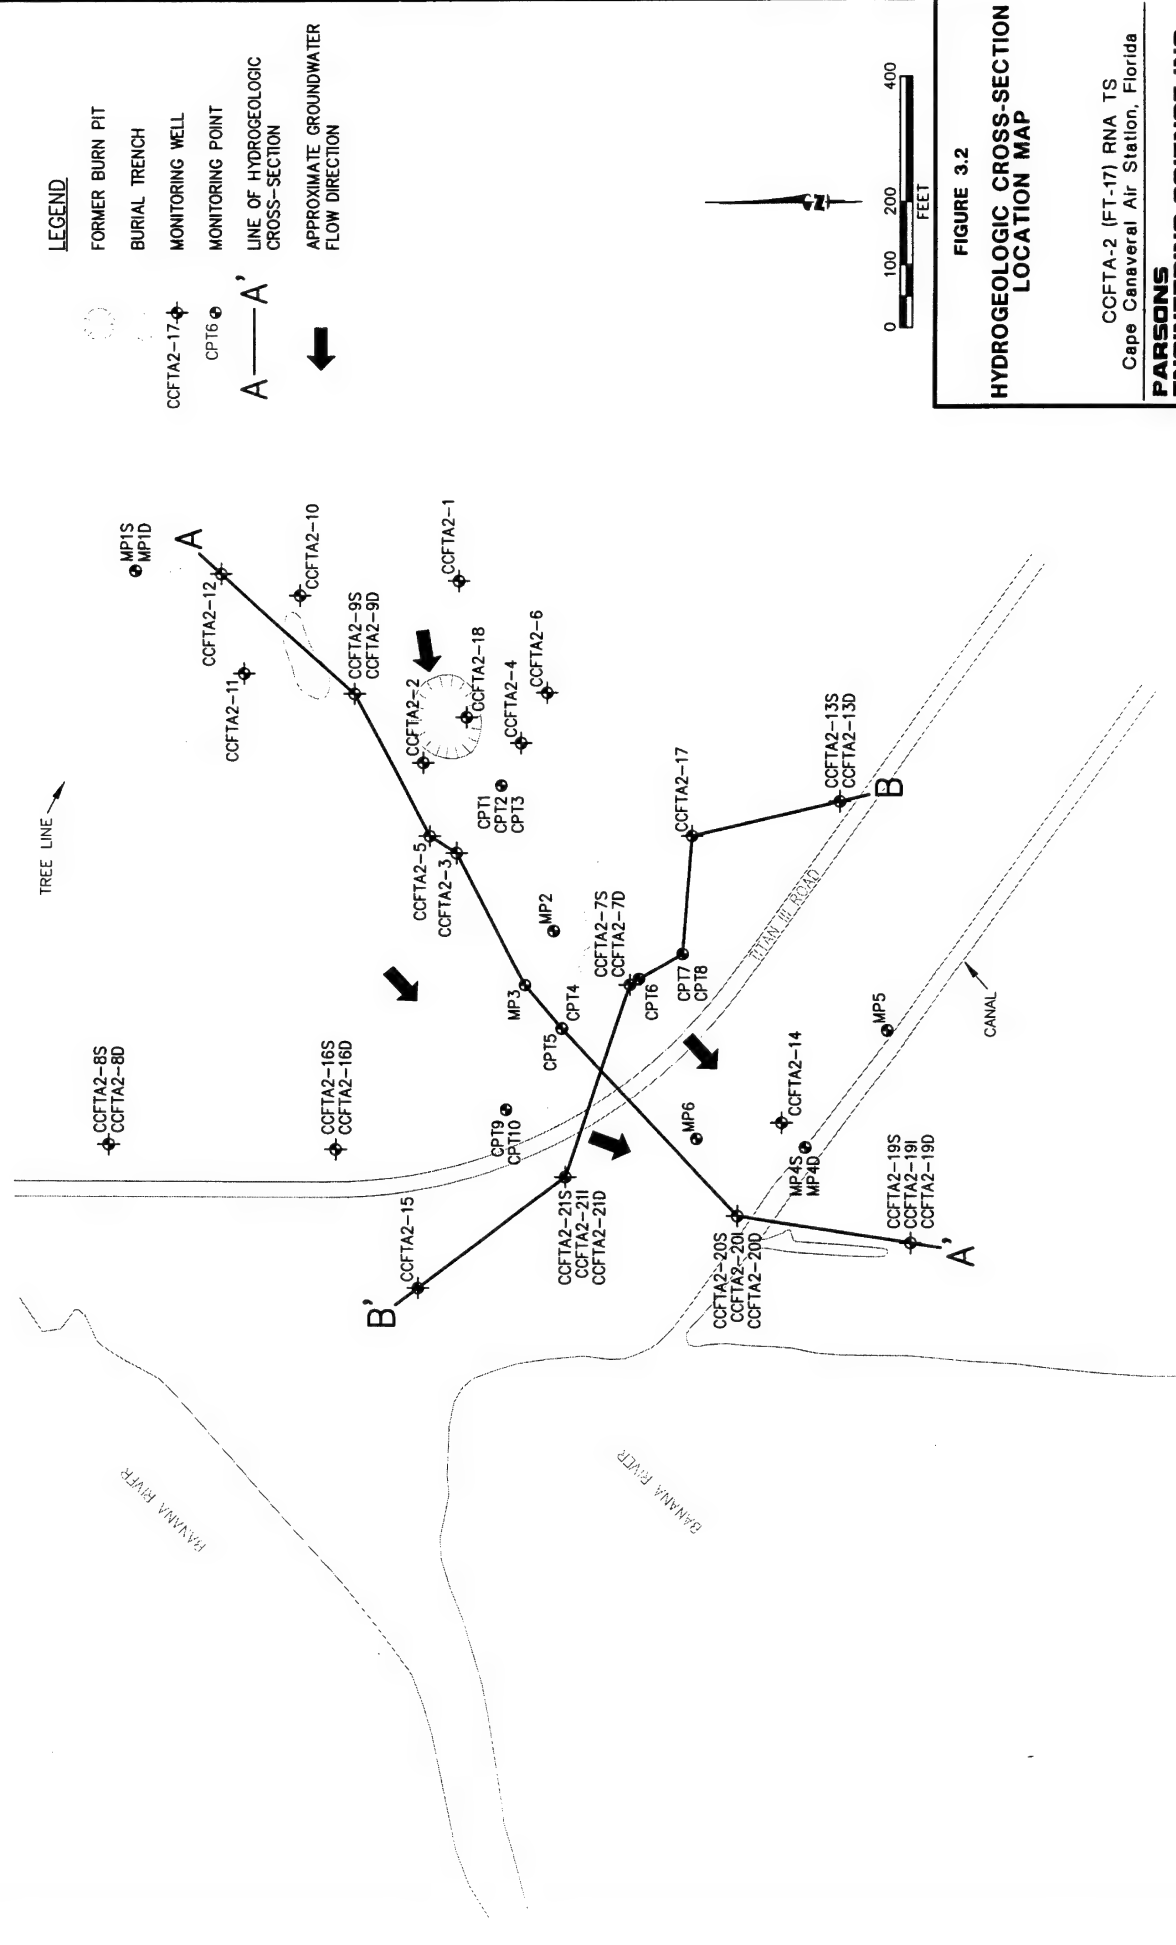 LEGEND
FORMER BURN PIT
BURIAL TRENCH
CCFTA2-17
MONITORING WELL
CPT6
MONITORING POINT
A
A'
LINE OF HYDROGEOLOGIC
CROSS-SECTION
APPROXIMATE GROUNDWATER
FLOW DIRECTION
TREE LINE
MP1S
MP1D
A
CCFTA2-12
CCFTA2-11
CCFTA2-10
CCFTA2-9S
CCFTA2-9D
CCFTA2-1
CCFTA2-2
CCFTA2-18
CCFTA2-4
CCFTA2-6
CCFTA2-5
CCFTA2-3
CPT1
CPT2
CPT3
MP2
MP3
CPT4
CPT5
CCFTA2-8S
CCFTA2-8D
CCFTA2-16S
CCFTA2-16D
CPT9
CPT10
CCFTA2-7S
CCFTA2-7D
CPT6
CPT7
CPT8
CCFTA2-17
CCFTA2-13S
CCFTA2-13D
B
TITAN III ROAD
CANAL
MP5
CCFTA2-14
MP6
MP4S
MP4D
CCFTA2-15
B'
CCFTA2-21S
CCFTA2-21I
CCFTA2-21D
CCFTA2-20S
CCFTA2-20I
CCFTA2-20D
CCFTA2-19S
CCFTA2-19I
CCFTA2-19D
A'
BANANA RIVER
BANANA RIVER
N
0 100 200 400
FEET
FIGURE 3.2
HYDROGEOLOGIC CROSS-SECTION
LOCATION MAP
CCFTA-2 (FT-17) RNA TS
Cape Canaveral Air Station, Florida
PARSONS
ENGINEERING SCIENCE, INC.